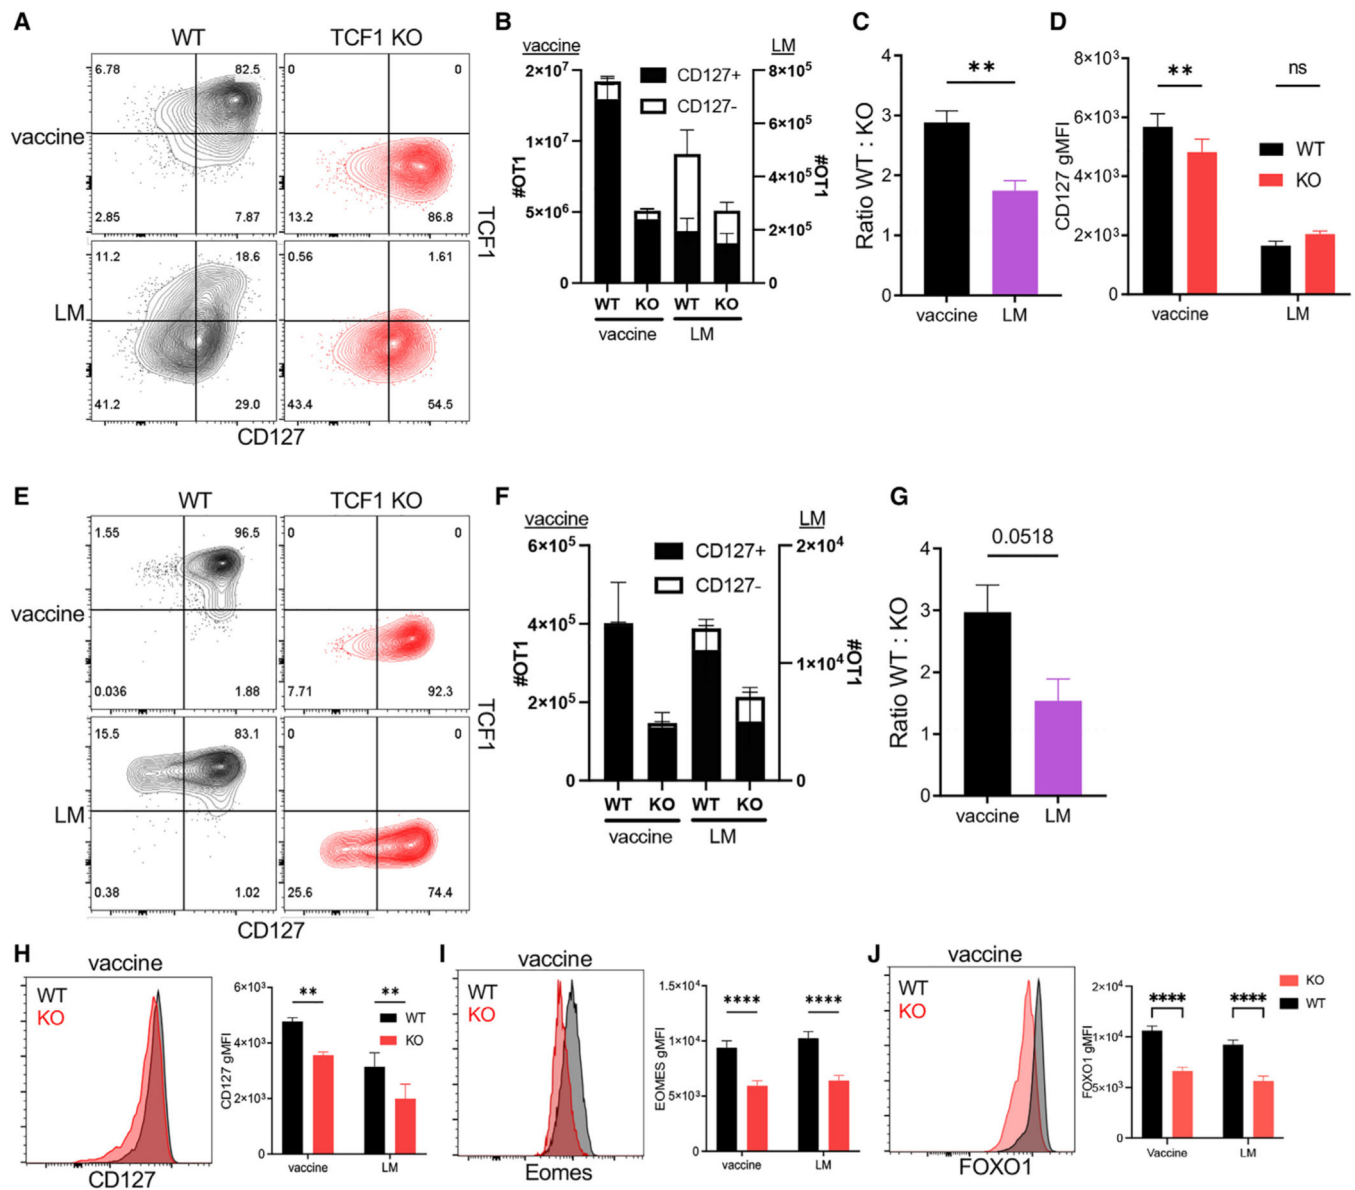 A
WT
TCF1 KO
vaccine
6.78
82.5
2.85
7.87
0
0
13.2
86.8
TCF1
LM
11.2
18.6
41.2
29.0
0.56
1.61
43.4
54.5
CD127
B
vaccine
LM
CD127+
CD127-
2×10⁷
1×10⁷
5×10⁶
0
#OT1
8×10⁵
6×10⁵
4×10⁵
2×10⁵
0
#OT1
WT KO WT KO
vaccine LM
C
Ratio WT : KO
4
3
2
1
0
**
vaccine LM
D
CD127 gMFI
8×10³
6×10³
4×10³
2×10³
0
** ns
WT
KO
vaccine LM
E
WT
TCF1 KO
vaccine
1.55
96.5
0.036
1.88
0
0
7.71
92.3
TCF1
LM
15.5
83.1
0.38
1.02
0
0
25.6
74.4
CD127
F
vaccine
LM
CD127+
CD127-
6×10⁵
4×10⁵
2×10⁵
0
#OT1
2×10⁴
1×10⁴
0
#OT1
WT KO WT KO
vaccine LM
G
Ratio WT : KO
4
3
2
1
0
0.0518
vaccine LM
H
vaccine
WT
KO
CD127
CD127 gMFI
6×10³
4×10³
2×10³
0
** **
WT
KO
vaccine LM
I
vaccine
WT
KO
Eomes
EOMES gMFI
1.5×10⁴
1×10⁴
5×10³
0
**** ****
vaccine LM
J
vaccine
WT
KO
FOXO1
FOXO1 gMFI
2×10⁴
1×10⁴
5×10³
0
**** ****
KO
WT
Vaccine LM